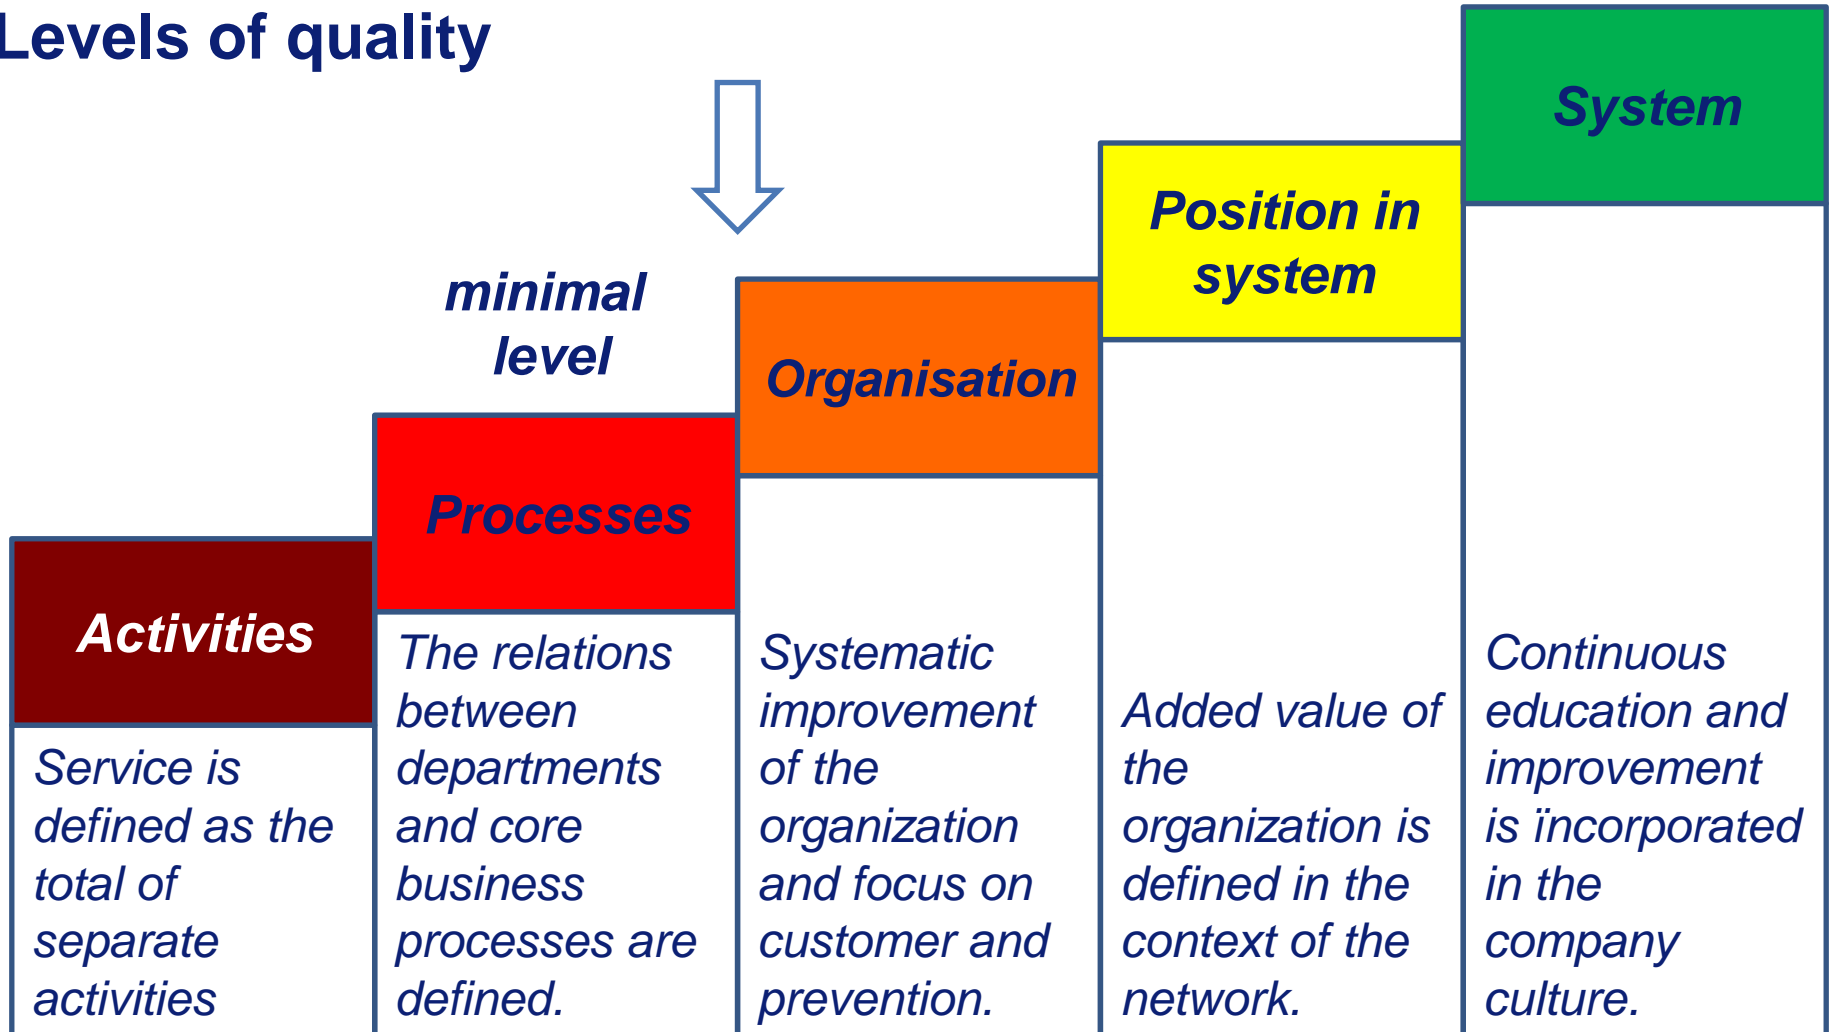 Levels of quality
minimal
level
Activities
Service is
defined as the
total of
separate
activities
Processes
The relations
between
departments
and core
business
processes are
defined.
Organisation
Systematic
improvement
of the
organization
and focus on
customer and
prevention.
Position in
system
Added value of
the
organization is
defined in the
context of the
network.
System
Continuous
education and
improvement
is ïncorporated
in the
company
culture.